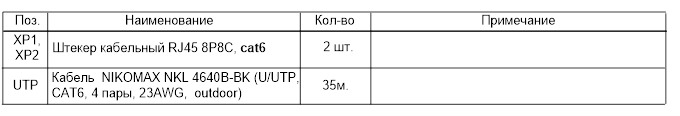 Поз. Наименование Кол-во Примечание
XP1, XP2 Штекер кабельный RJ45 8P8C, cat6 2 шт.
UTP Кабель NIKOMAX NKL 4640B-BK (U/UTP, CAT6, 4 пары, 23AWG, outdoor) 35м.